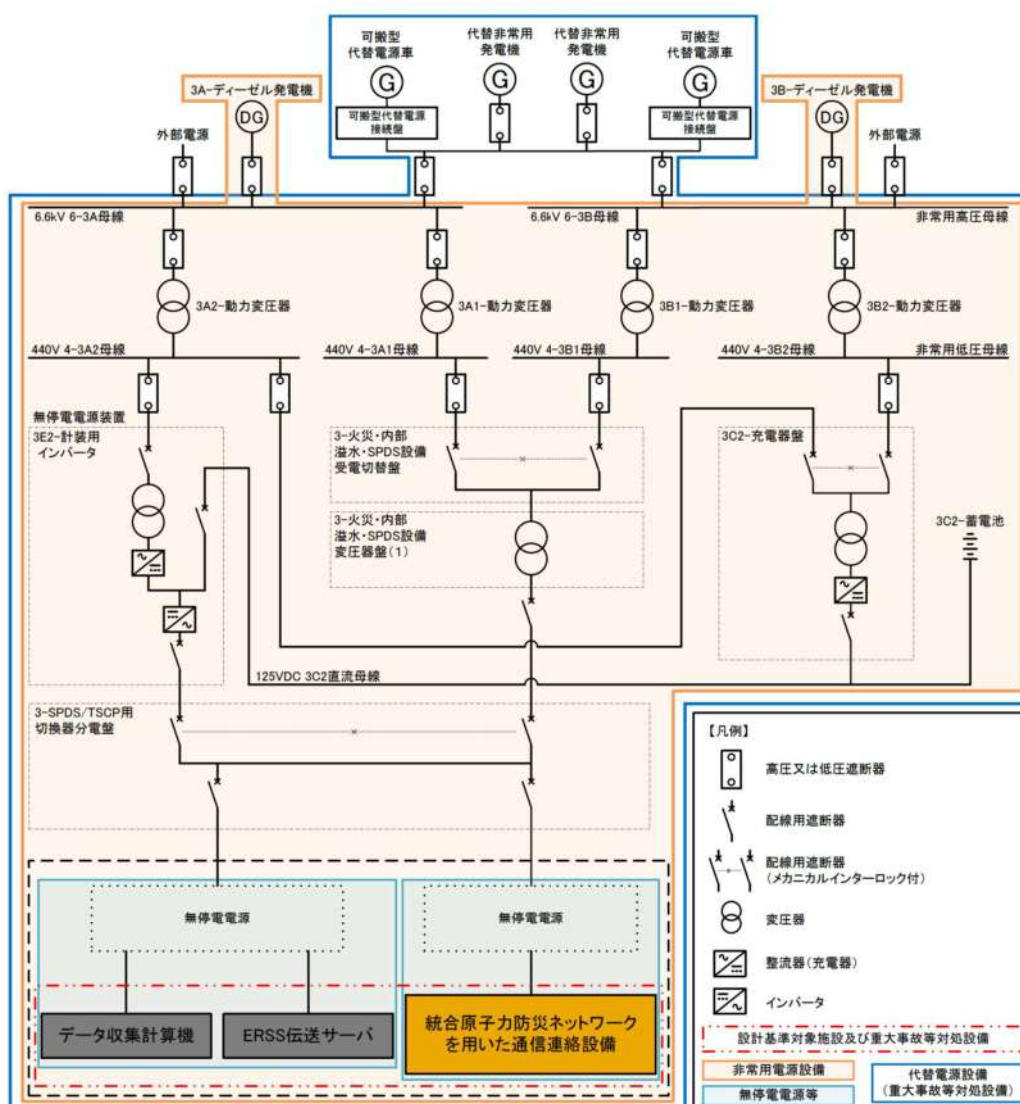 可搬型
代替電源車
代替非常用
発電機
代替非常用
発電機
可搬型
代替電源車
G
G
G
G
3A-ディーゼル発電機
3B-ディーゼル発電機
DG
DG
可搬型代替電源
接続盤
可搬型代替電源
接続盤
外部電源
外部電源
6.6kV 6-3A母線
6.6kV 6-3B母線
非常用高圧母線
3A2-動力変圧器
3A1-動力変圧器
3B1-動力変圧器
3B2-動力変圧器
440V 4-3A2母線
440V 4-3A1母線
440V 4-3B1母線
440V 4-3B2母線
非常用低圧母線
無停電電源装置
3E2-計装用
インバータ
3-火災・内部
溢水・SPDS設備
受電切替盤
3C2-充電器盤
3-火災・内部
溢水・SPDS設備
変圧器盤(1)
3C2-蓄電池
125VDC 3C2直流母線
3-SPDS/TSCP用
切換器分電盤
無停電電源
無停電電源
データ収集計算機
ERSS伝送サーバ
統合原子力防災ネットワーク
を用いた通信連絡設備
【凡例】
高圧又は低圧遮断器
配線用遮断器
配線用遮断器
(メカニカルインターロック付)
変圧器
整流器(充電器)
インバータ
設計基準対象施設及び重大事故等対処設備
非常用電源設備
無停電電源等
代替電源設備
(重大事故等対処設備)